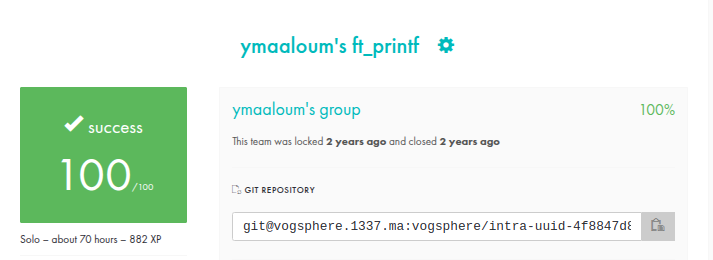 ymaaloum's ft_printf
success
100/100
Solo – about 70 hours – 882 XP
ymaaloum's group 100%
This team was locked 2 years ago and closed 2 years ago
GIT REPOSITORY
git@vogsphere.1337.ma:vogsphere/intra-uuid-4f8847d8